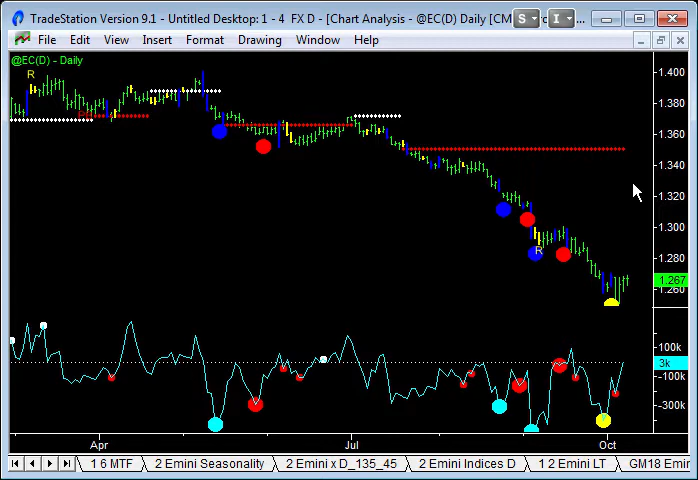 TradeStation Version 9.1 - Untitled Desktop: 1 - 4 FX D - [Chart Analysis - @EC(D) Daily [CM
S I
File Edit View Insert Format Drawing Window Help
@EC(D) - Daily
R
1.400
1.380
1.360
1.340
1.320
1.300
R
1.280
1.267
1.260
100k
3k
-100k
-300k
Apr Jul Oct
1 6 MTF 2 Emini Seasonality 2 Emini x D_135_45 2 Emini Indices D 1 2 Emini LT GM18 Emin